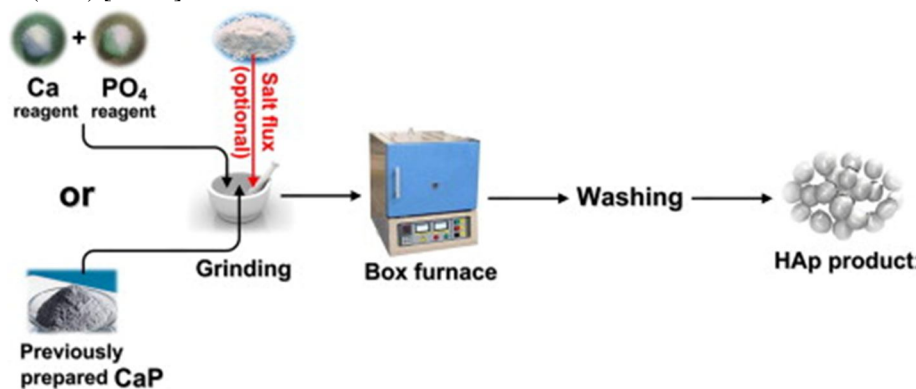 +
Ca
reagent
PO₄
reagent
Salt flux
(optional)
or
Grinding
Box furnace
Washing
HAp product
Previously
prepared CaP